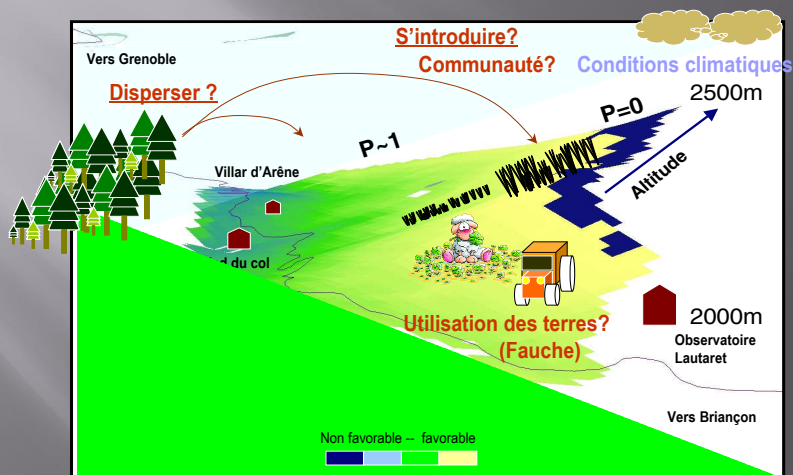 S'introduire?
Vers Grenoble
Communauté?
Conditions climatiques
Disperser ?
2500m
P=0
P~1
Villar d'Arêne
Altitude
d du col
2000m
Utilisation des terres?
(Fauche)
Observatoire
Lautaret
Vers Briançon
Non favorable -- favorable